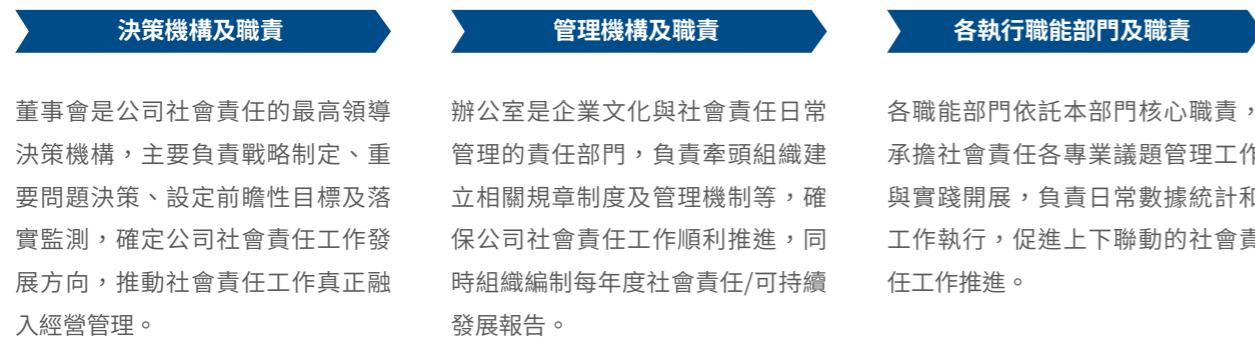 決策機構及職責
董事會是公司社會責任的最高領導
決策機構，主要負責戰略制定、重
要問題決策、設定前瞻性目標及落
實監測，確定公司社會責任工作發
展方向，推動社會責任工作真正融
入經營管理。
管理機構及職責
辦公室是企業文化與社會責任日常
管理的責任部門，負責牽頭組織建
立相關規章制度及管理機制等，確
保公司社會責任工作順利推進，同
時組織編制每年度社會責任/可持續
發展報告。
各執行職能部門及職責
各職能部門依託本部門核心職責，
承擔社會責任各專業議題管理工作
與實踐開展，負責日常數據統計和
工作執行，促進上下聯動的社會責
任工作推進。